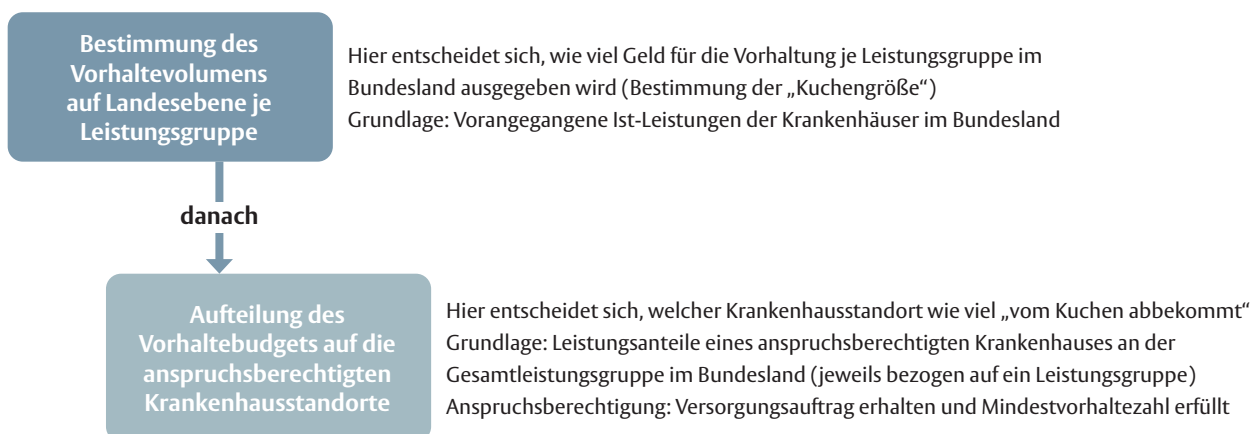 Bestimmung des
Vorhaltevolumens
auf Landesebene je
Leistungsgruppe
Hier entscheidet sich, wie viel Geld für die Vorhaltung je Leistungsgruppe im
Bundesland ausgegeben wird (Bestimmung der „Kuchengröße“)
Grundlage: Vorangegangene Ist-Leistungen der Krankenhäuser im Bundesland
danach
Aufteilung des
Vorhaltebudgets auf die
anspruchsberechtigten
Krankenhausstandorte
Hier entscheidet sich, welcher Krankenhausstandort wie viel „vom Kuchen abbekommt“
Grundlage: Leistungsanteile eines anspruchsberechtigten Krankenhauses an der
Gesamtleistungsgruppe im Bundesland (jeweils bezogen auf ein Leistungsgruppe)
Anspruchsberechtigung: Versorgungsauftrag erhalten und Mindestvorhaltezahl erfüllt